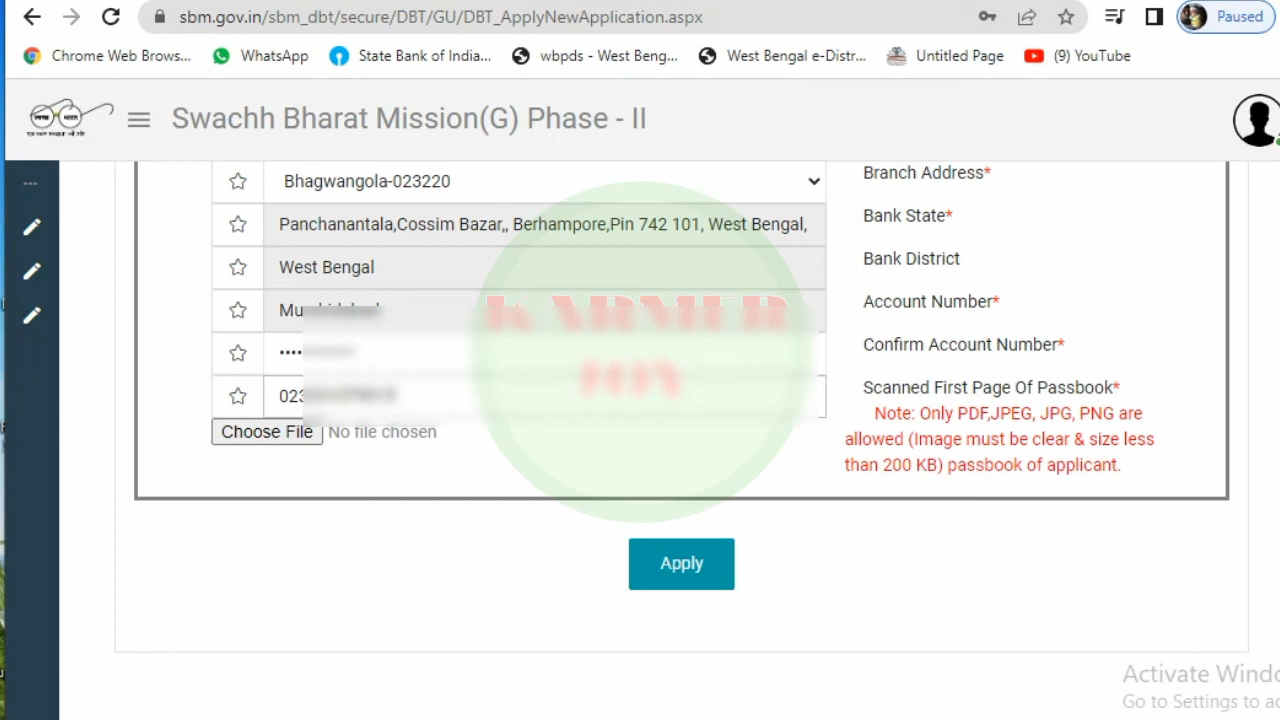 sbm.gov.in/sbm_dbt/secure/DBT/GU/DBT_ApplyNewApplication.aspx
Paused
Chrome Web Brows...
WhatsApp
State Bank of India...
wbpds - West Beng...
West Bengal e-Distr...
Untitled Page
(9) YouTube
Swachh Bharat Mission(G) Phase - II
...
Bhagwangola-023220
Branch Address*
Panchanantala,Cossim Bazar,, Berhampore,Pin 742 101, West Bengal,
Bank State*
West Bengal
Bank District
KARMER
Account Number*
••••
Confirm Account Number*
023
Scanned First Page Of Passbook*
Note: Only PDF,JPEG, JPG, PNG are
allowed (Image must be clear & size less
than 200 KB) passbook of applicant.
Choose File No file chosen
Apply
Activate Windo
Go to Settings to ac